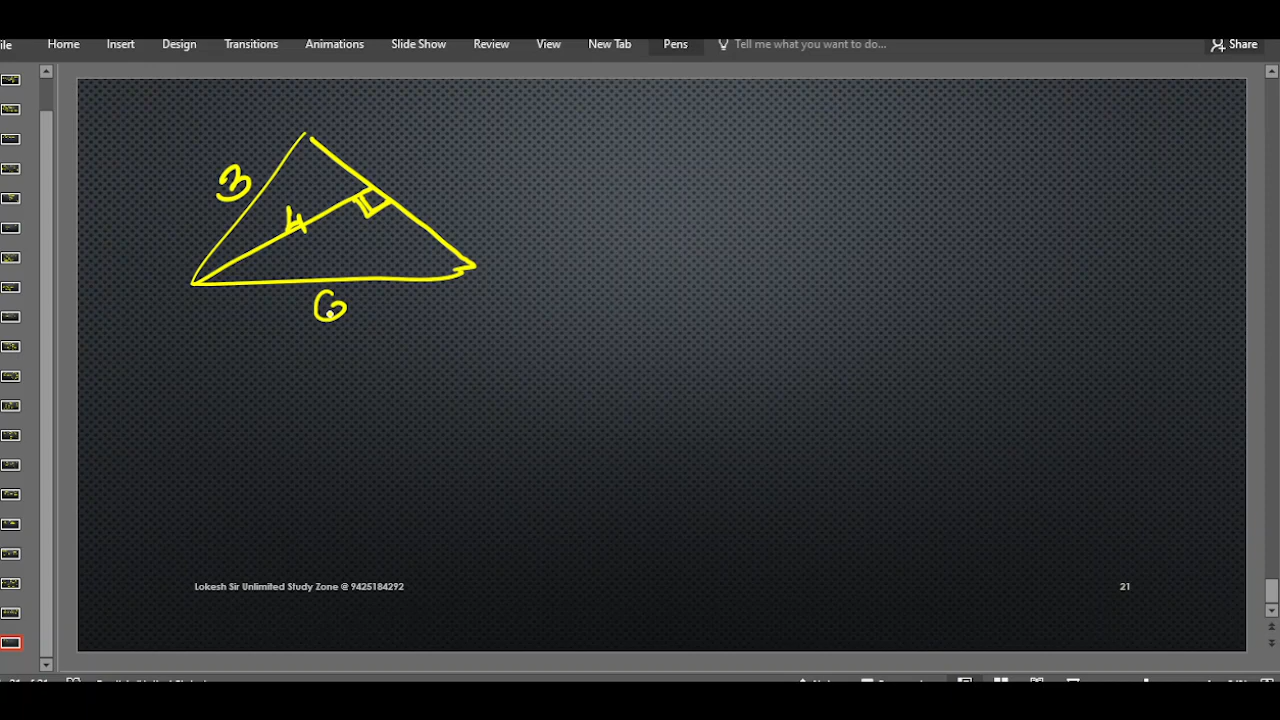 ile Home Insert Design Transitions Animations Slide Show Review View New Tab Pens Tell me what you want to do... Share
3
4
6
Lokesh Sir Unlimited Study Zone @ 9425184292 21